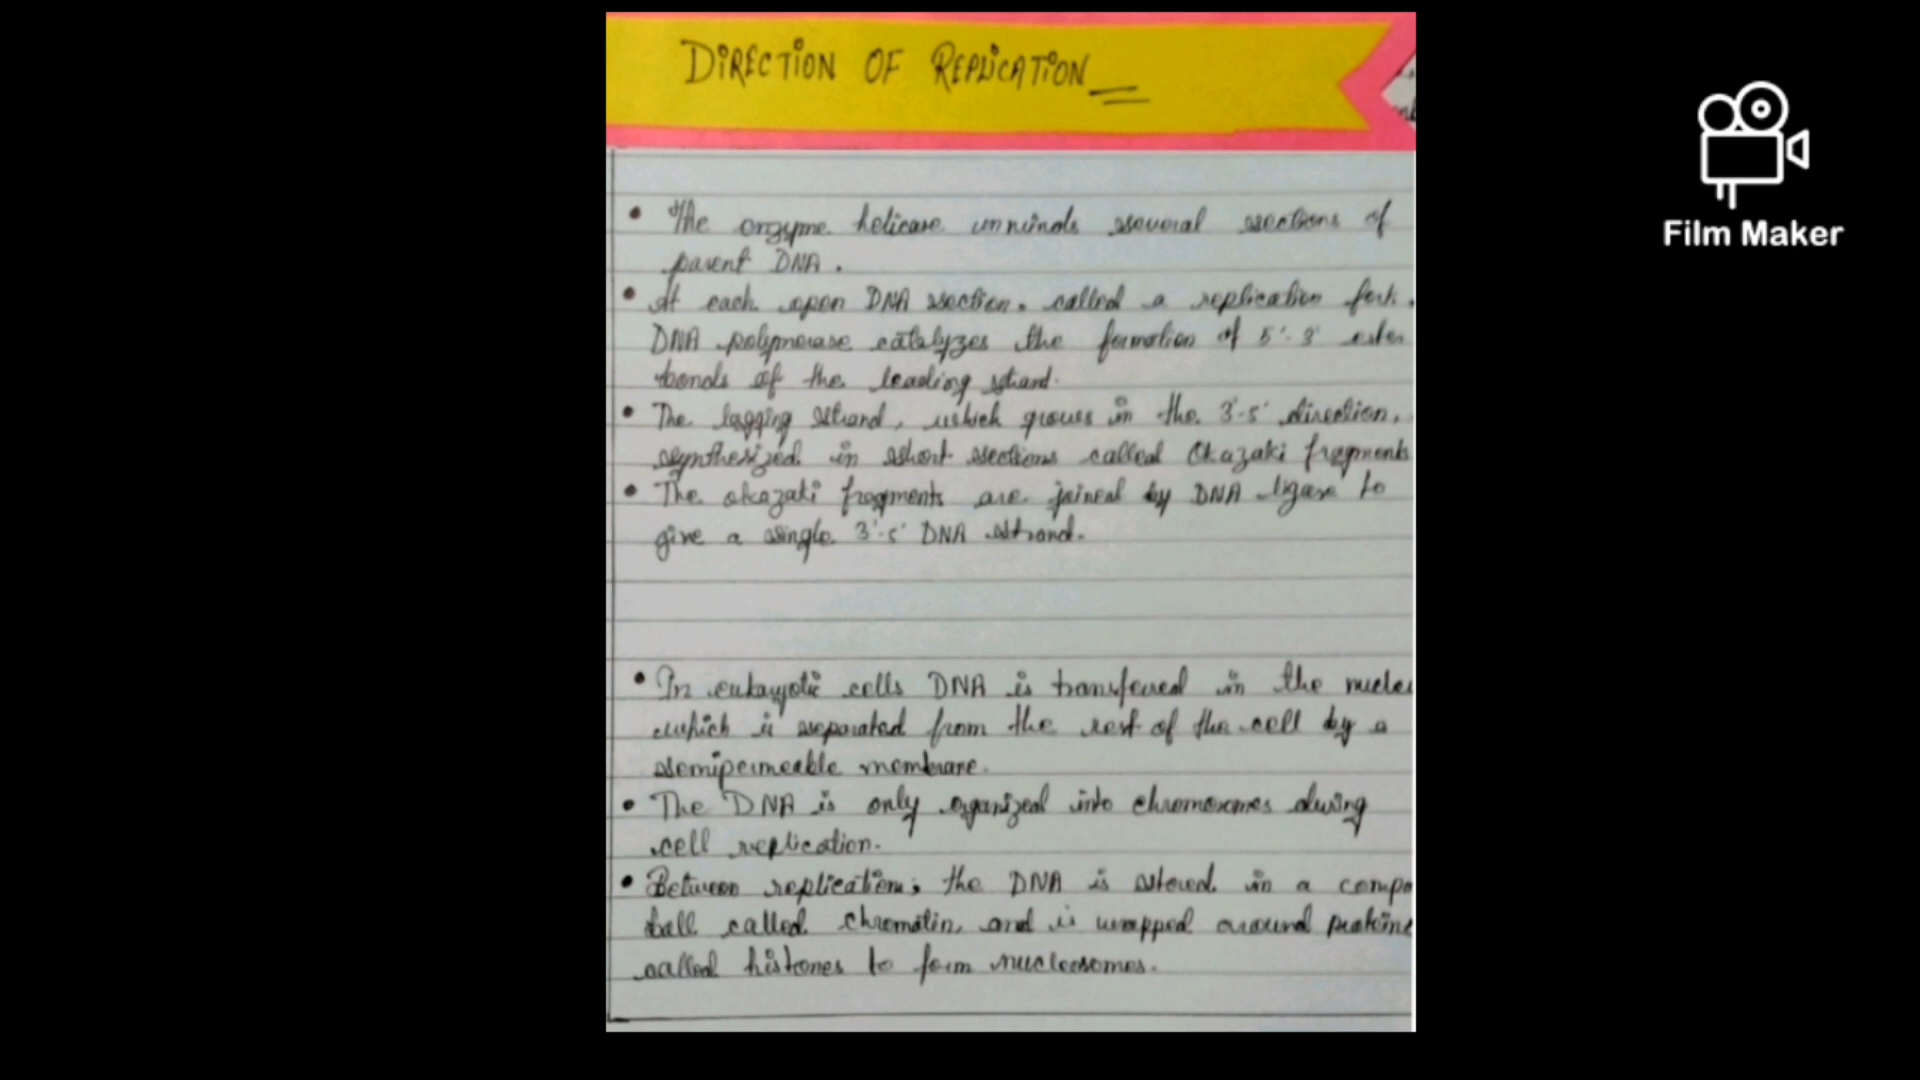 DIRECTION OF REPLICATION
• The enzyme helicase unwinds several sections of
parent DNA.
• At each open DNA section. called a replication fork.
DNA polymerase catalyzes the formation of 5'-3' ester
bonds of the leading strand.
• The lagging strand, which grows in the 3'-5' direction,
synthesized in short sections called Okazaki fragments
• The okazaki fragments are joined by DNA ligase to
give a single 3'-5' DNA strand.
• In eukaryotic cells DNA is transfered in the
which is separated from the rest of the cell by a
semipermeable membrane.
• The DNA is only organized into chromosomes during
cell replication.
• Between replication, the DNA is stored in a
ball called chromatin, and is wrapped around proteins
called histones to form nucleosomes.
Film Maker